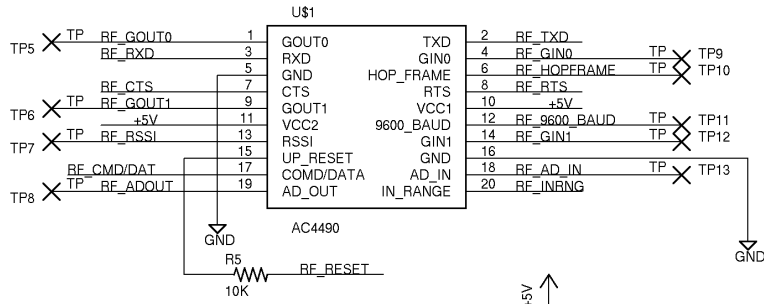 U$1
TP5 TP RF_GOUT0 1 GOUT0 TXD 2 RF_TXD
RF_RXD 3 RXD GIN0 4 RF_GIN0 TP TP9
5 GND HOP_FRAME 6 RF_HOPFRAME TP TP10
RF_CTS 7 CTS RTS 8 RF_RTS
TP6 TP RF_GOUT1 9 GOUT1 VCC1 10 +5V
+5V 11 VCC2 9600_BAUD 12 RF_9600_BAUD TP TP11
TP7 TP RF_RSSI 13 RSSI GIN1 14 RF_GIN1 TP TP12
15 UP_RESET GND 16
RF_CMD/DAT 17 COMD/DATA AD_IN 18 RF_AD_IN TP TP13
TP8 TP RF_ADOUT 19 AD_OUT IN_RANGE 20 RF_INRNG
GND AC4490 GND
R5 RF_RESET
10K
+5V